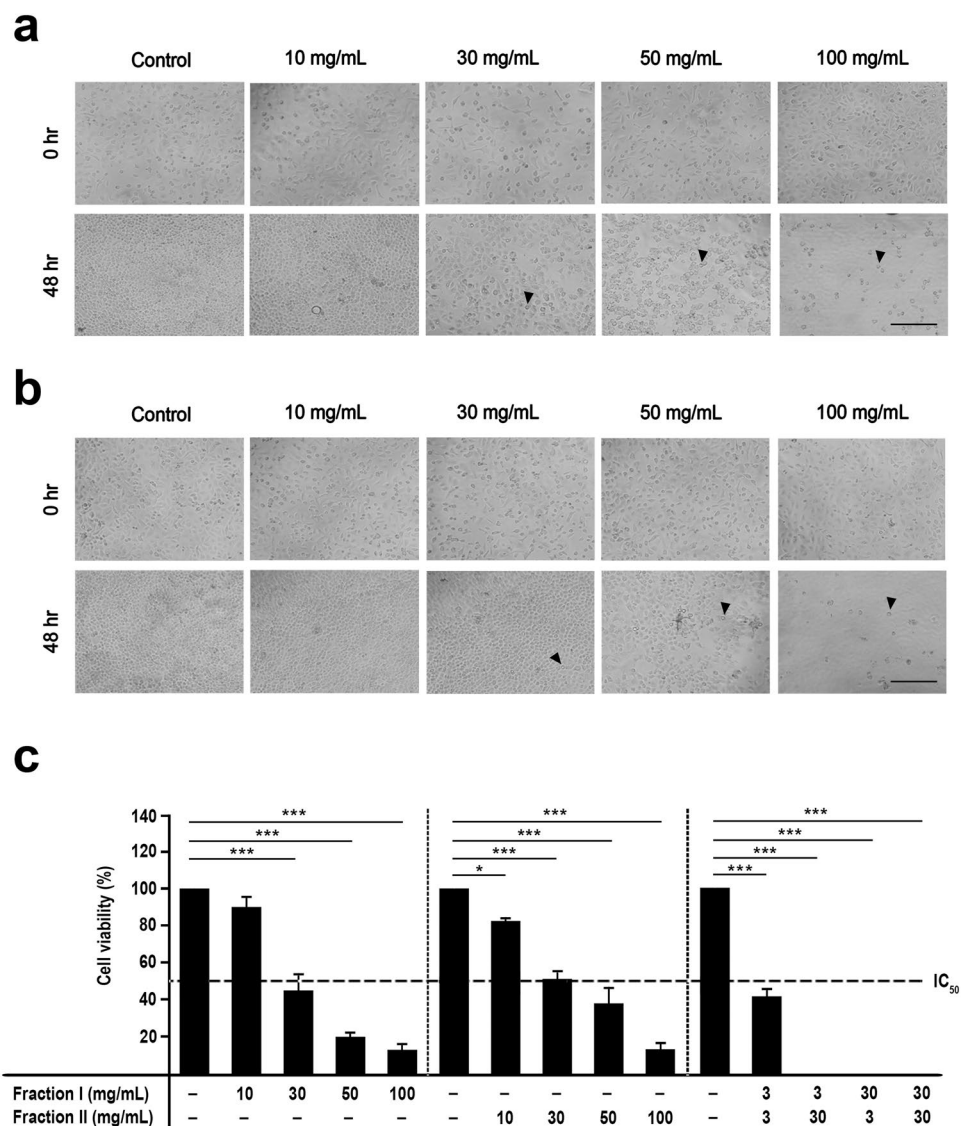 a
Control 10 mg/mL 30 mg/mL 50 mg/mL 100 mg/mL
0 hr
48 hr
b
Control 10 mg/mL 30 mg/mL 50 mg/mL 100 mg/mL
0 hr
48 hr
c
Cell viability (%)
140
120
100
80
60
40
20
***
***
***
***
***
***
*
***
***
***
***
IC50
Fraction I (mg/mL) – 10 30 50 100 – – 3 3 30 30
Fraction II (mg/mL) – – 10 30 50 100 – 3 30 3 30